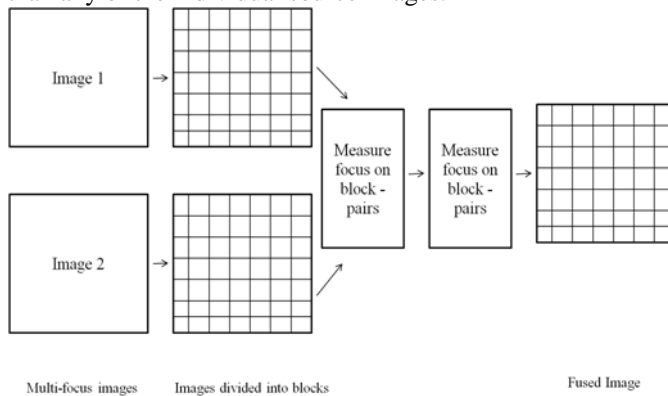 Image 1
Measure
focus on
block -
pairs
Measure
focus on
block -
pairs
Image 2
Multi-focus images
Images divided into blocks
Fused Image